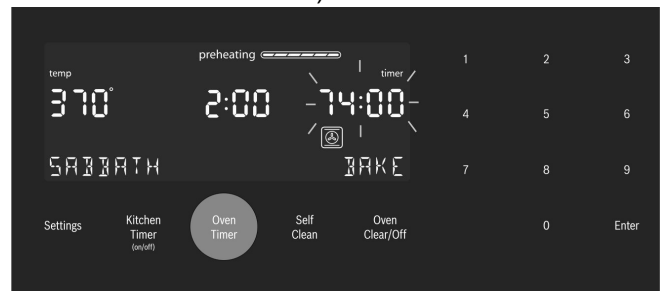 preheating
temp timer
370° 2:00 74:00
SABBATH BAKE
Settings Kitchen Timer (on/off) Oven Timer Self Clean Oven Clear/Off
1 2 3
4 5 6
7 8 9
0 Enter